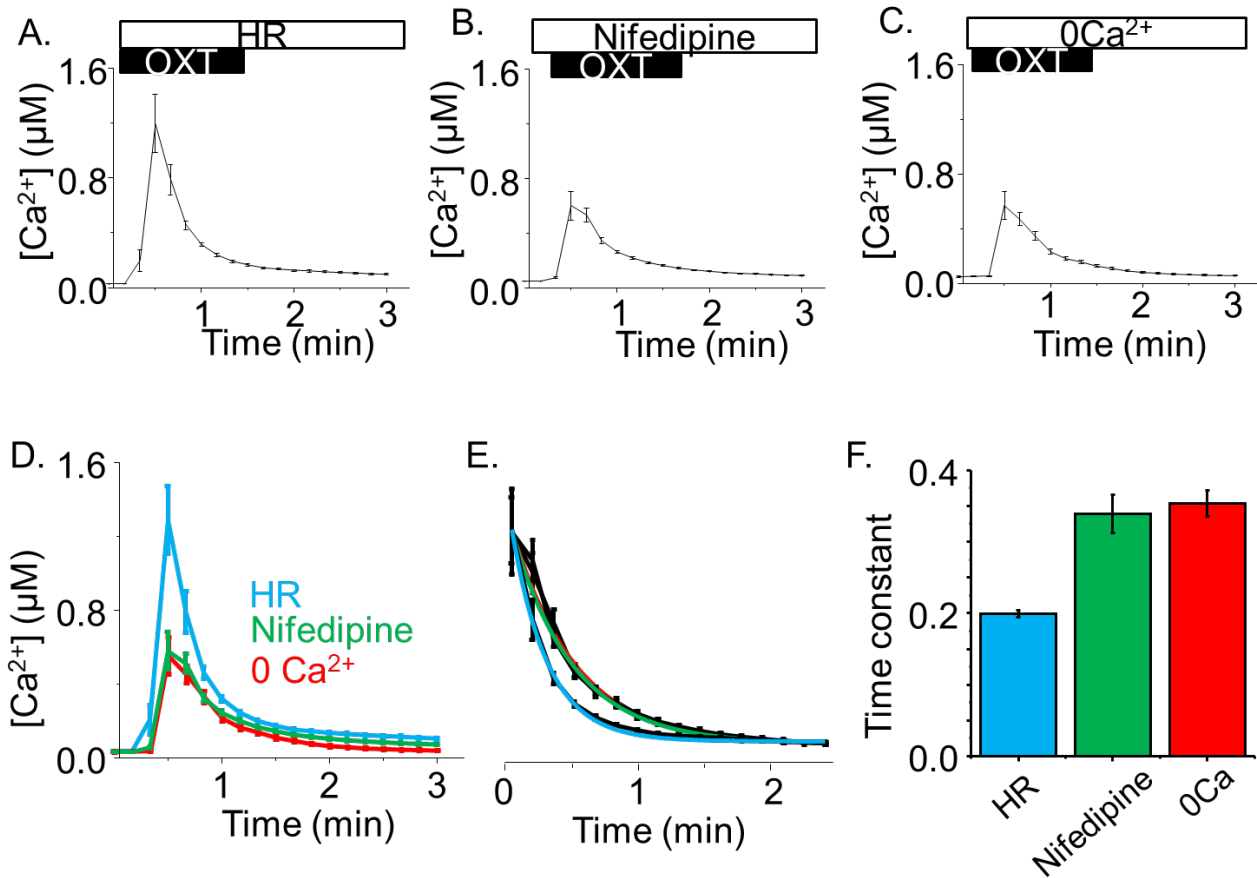 A.
HR
OXT
[Ca²⁺] (µM)
1.6
0.8
0.0
1 2 3
Time (min)
B.
Nifedipine
OXT
[Ca²⁺] (µM)
1.6
0.8
0.0
1 2 3
Time (min)
C.
0Ca²⁺
OXT
[Ca²⁺] (µM)
1.6
0.8
0.0
1 2 3
Time (min)
D.
[Ca²⁺] (µM)
1.6
0.8
0.0
HR
Nifedipine
0 Ca²⁺
1 2 3
Time (min)
E.
0 1 2
Time (min)
F.
Time constant
0.4
0.2
0.0
HR
Nifedipine
0Ca